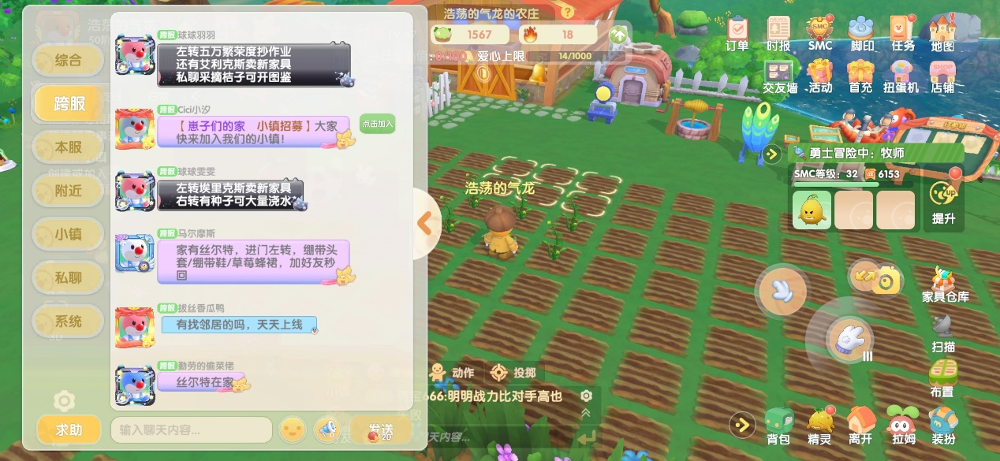 综合
跨服
本服
附近
小镇
私聊
系统
求助
跨服 球球羽羽
左转五万繁荣度抄作业
还有艾利克斯卖新家具
私聊采摘桔子可开图鉴
跨服 Cici小汐
【崽子们的家 小镇招募】大家
快来加入我们的小镇!
点击加入
跨服 球球雯雯
左转埃里克斯卖新家具
右转有种子可大量浇水
跨服 马尔摩斯
家有丝尔特，进门左转，绷带头
套/绷带鞋/草莓蜂裙，加好友秒
回
跨服 拔丝香瓜鸭
有找邻居的吗，天天上线
跨服 勤劳的偷菜佬
丝尔特在家
输入聊天内容...
发送
20
浩荡的气龙的农庄
?
1567
18
爱心上限
14/1000
浩荡的气龙
动作
投掷
666:明明战力比对手高也
天内容...
订单
时报
SMC
脚印
任务
地图
交友墙
活动
首充
扭蛋机
店铺
勇士冒险中：牧师
SMC等级：32
6153
UP
提升
家具仓库
扫描
布置
背包
精灵
离开
拉姆
装扮